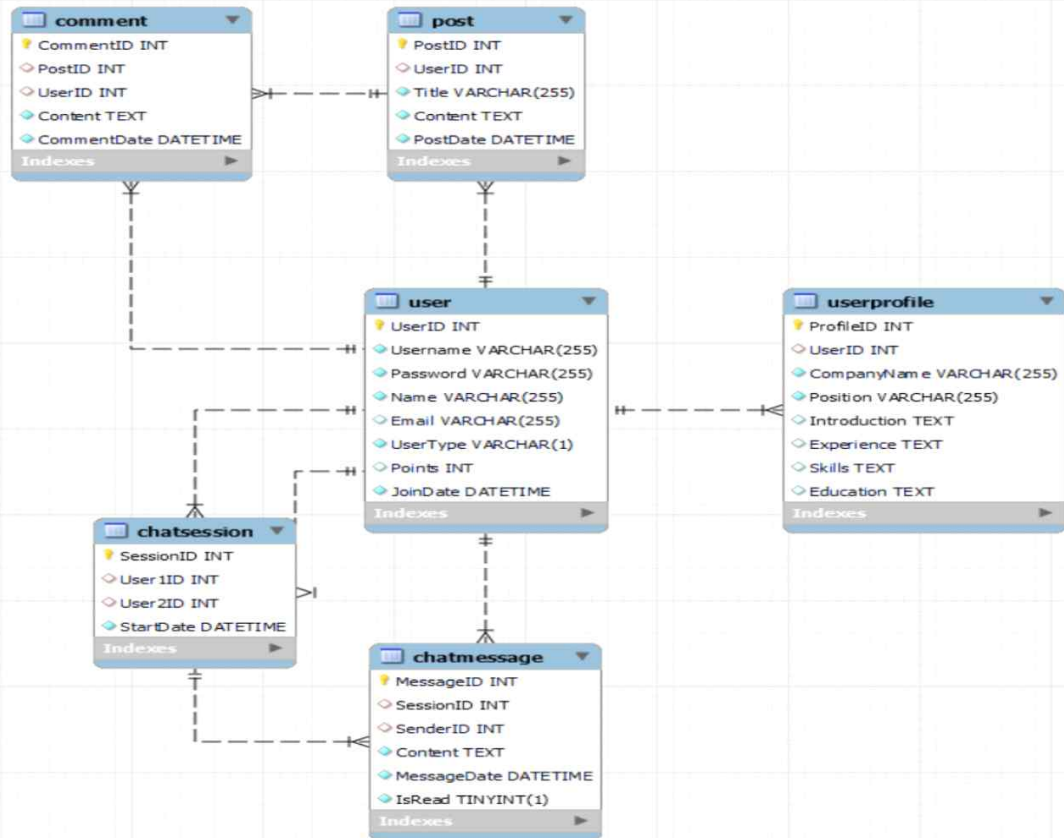 comment
CommentID INT
PostID INT
UserID INT
Content TEXT
CommentDate DATETIME
Indexes
post
PostID INT
UserID INT
Title VARCHAR(255)
Content TEXT
PostDate DATETIME
Indexes
user
UserID INT
Username VARCHAR(255)
Password VARCHAR(255)
Name VARCHAR(255)
Email VARCHAR(255)
UserType VARCHAR(1)
Points INT
JoinDate DATETIME
Indexes
userprofile
ProfileID INT
UserID INT
CompanyName VARCHAR(255)
Position VARCHAR(255)
Introduction TEXT
Experience TEXT
Skills TEXT
Education TEXT
Indexes
chatsession
SessionID INT
User1ID INT
User2ID INT
StartDate DATETIME
Indexes
chatmessage
MessageID INT
SessionID INT
SenderID INT
Content TEXT
MessageDate DATETIME
IsRead TINYINT(1)
Indexes